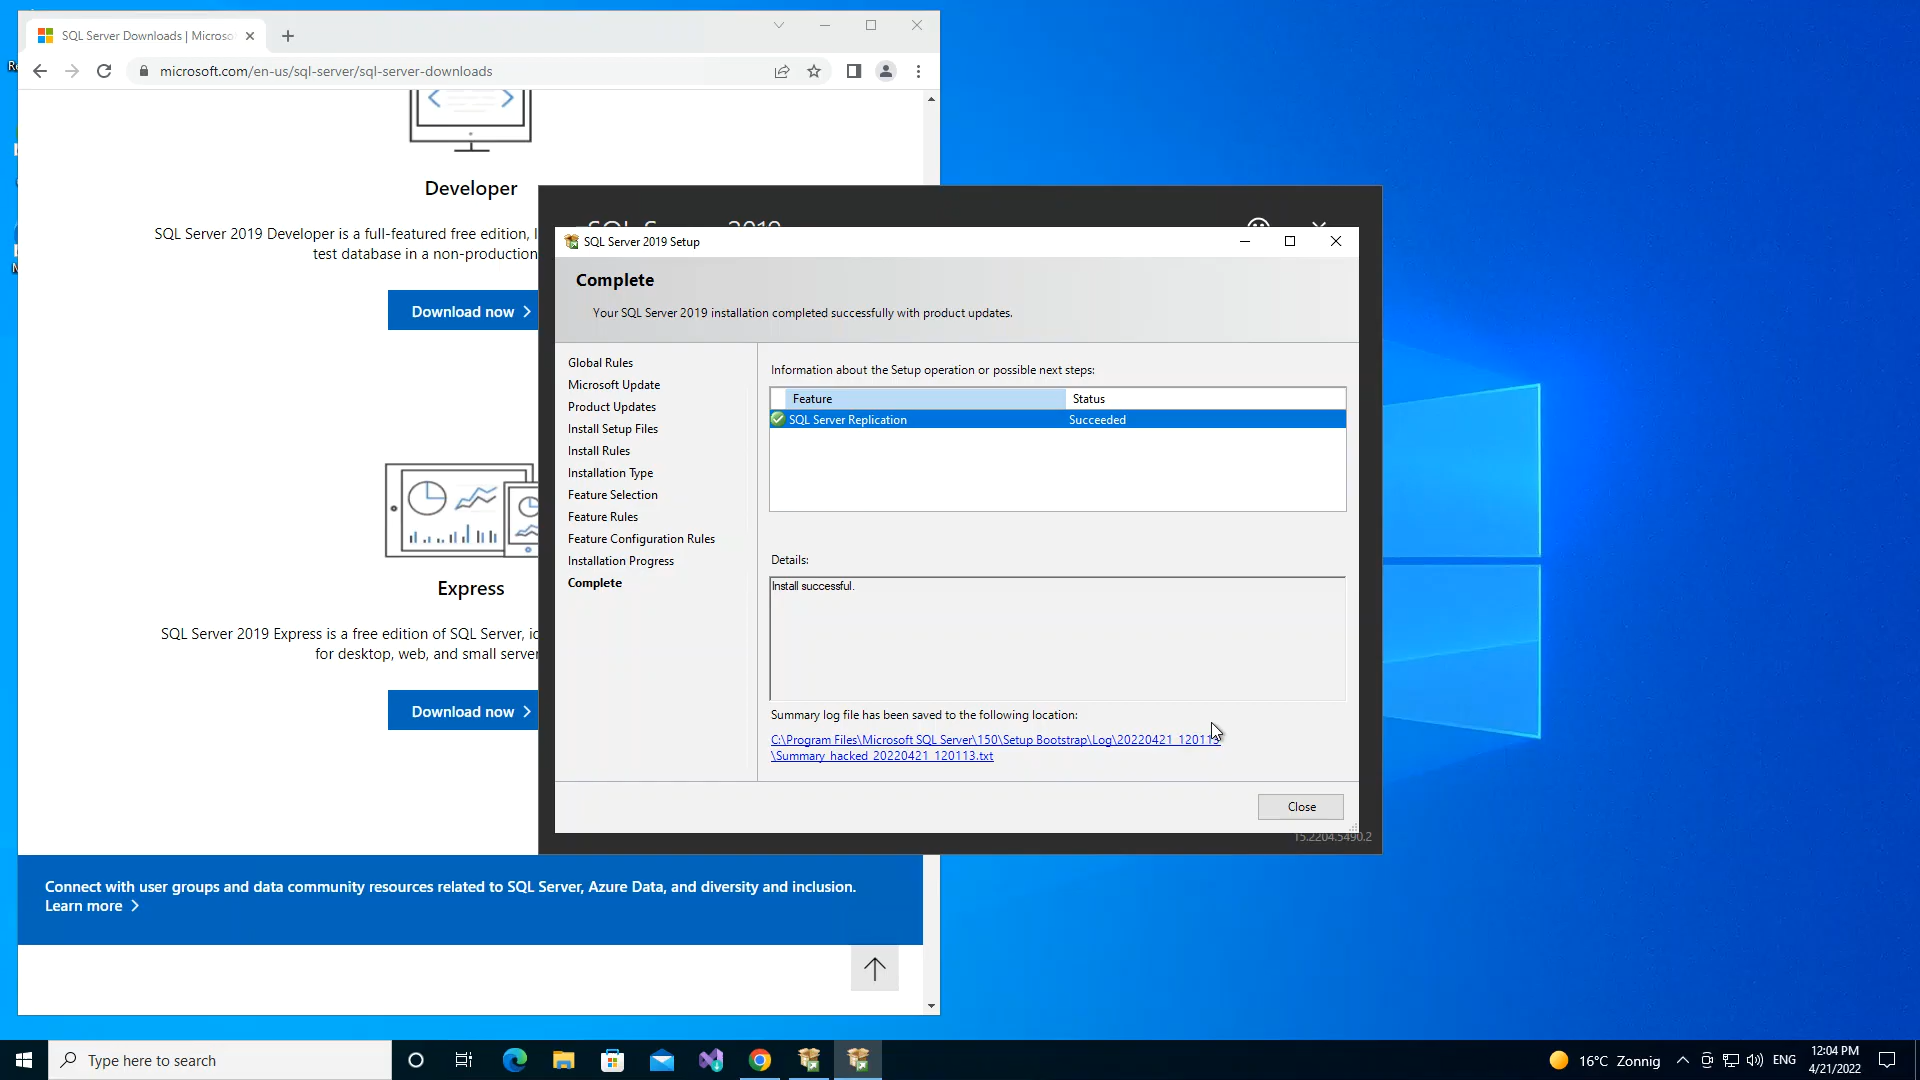 SQL Server Downloads | Microso
microsoft.com/en-us/sql-server/sql-server-downloads
Developer
SQL Server 2019 Developer is a full-featured free edition, l
test database in a non-production
Download now
Express
SQL Server 2019 Express is a free edition of SQL Server, id
for desktop, web, and small server
Download now
Connect with user groups and data community resources related to SQL Server, Azure Data, and diversity and inclusion.
Learn more
SQL Server 2019
SQL Server 2019 Setup
Complete
Your SQL Server 2019 installation completed successfully with product updates.
Global Rules
Microsoft Update
Product Updates
Install Setup Files
Install Rules
Installation Type
Feature Selection
Feature Rules
Feature Configuration Rules
Installation Progress
Complete
Information about the Setup operation or possible next steps:
Feature Status
SQL Server Replication Succeeded
Details:
Install successful.
Summary log file has been saved to the following location:
C:\Program Files\Microsoft SQL Server\150\Setup Bootstrap\Log\20220421_120113
\Summary_hacked_20220421_120113.txt
Close
15.2204.5490.2
Type here to search
16°C Zonnig
ENG
12:04 PM
4/21/2022